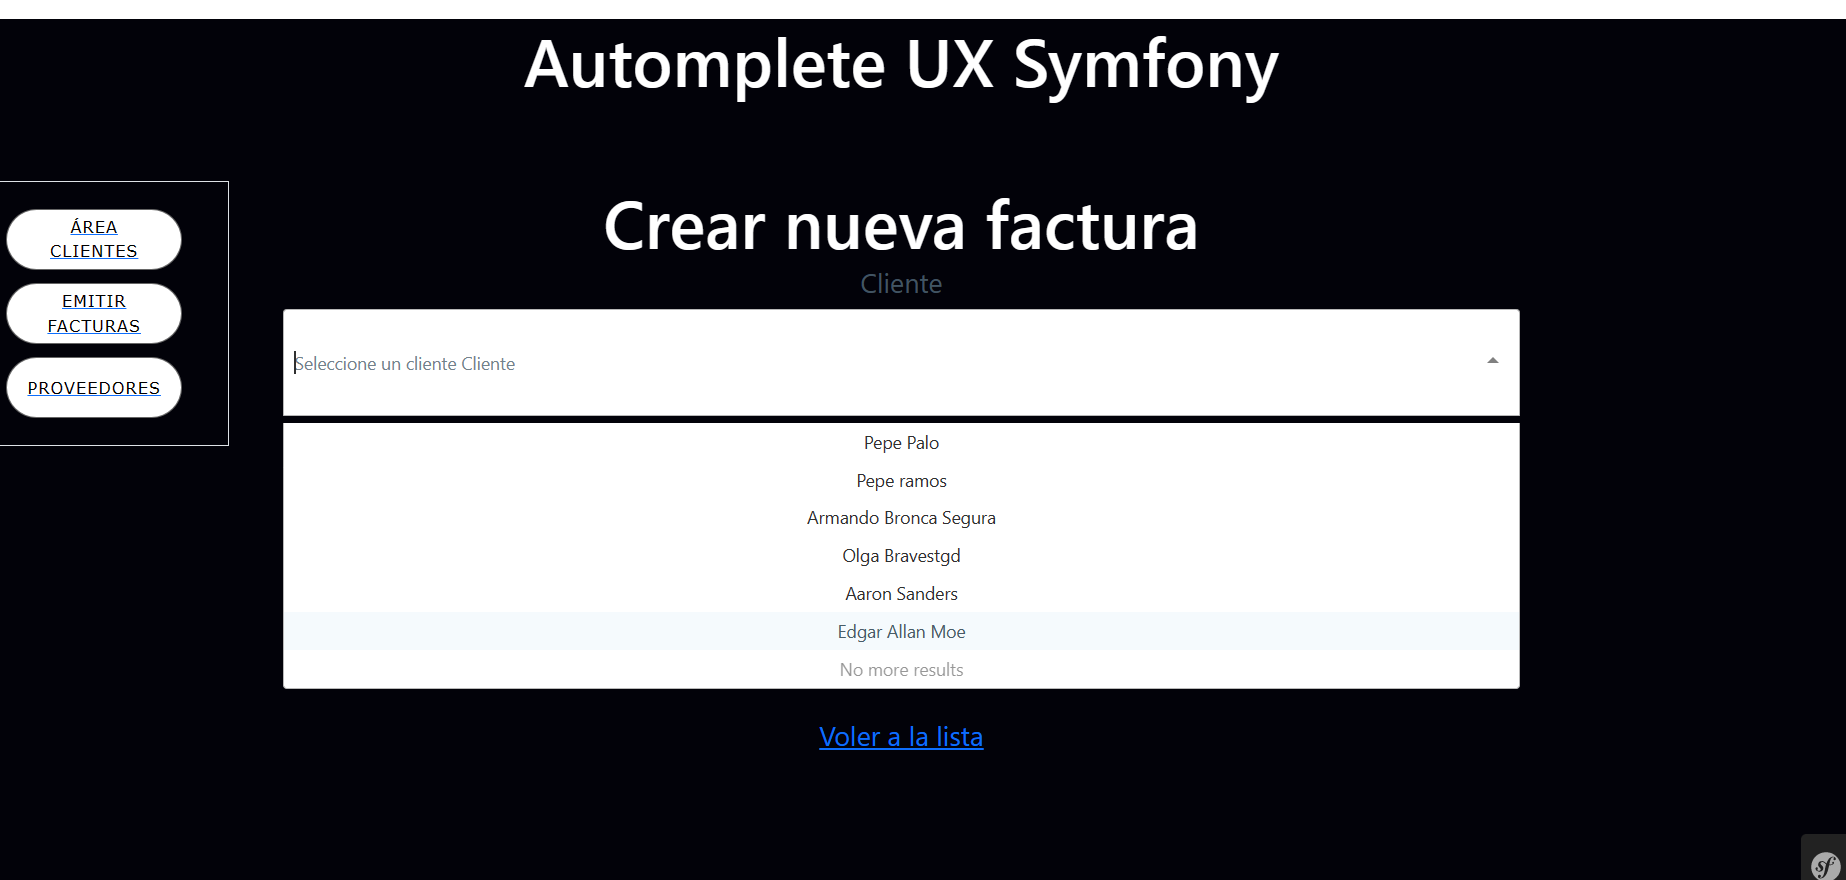 Automplete UX Symfony
ÁREA
CLIENTES
EMITIR
FACTURAS
PROVEEDORES
Crear nueva factura
Cliente
Seleccione un cliente Cliente
Pepe Palo
Pepe ramos
Armando Bronca Segura
Olga Bravestgd
Aaron Sanders
Edgar Allan Moe
No more results
Voler a la lista
sf